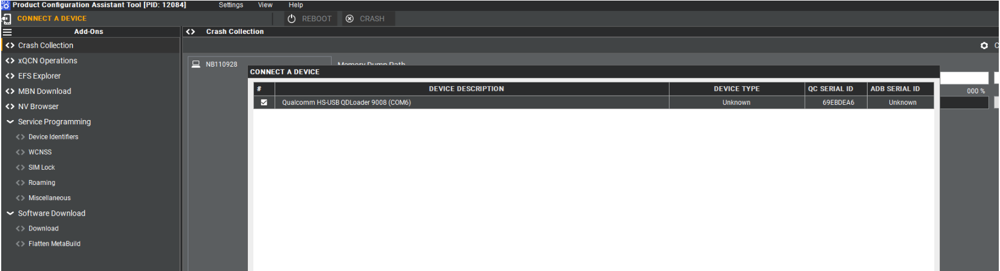 Product Configuration Assistant Tool [PID: 12084] Settings View Help
CONNECT A DEVICE REBOOT CRASH
Add-Ons Crash Collection
Crash Collection
xQCN Operations
NB110928 Memory Dump Path
CONNECT A DEVICE
EFS Explorer
# DEVICE DESCRIPTION DEVICE TYPE QC SERIAL ID ADB SERIAL ID
000 %
MBN Download
Qualcomm HS-USB QDLoader 9008 (COM6) Unknown 69EBDEA6 Unknown
NV Browser
Service Programming
Device Identifiers
WCNSS
SIM Lock
Roaming
Miscellaneous
Software Download
Download
Flatten MetaBuild